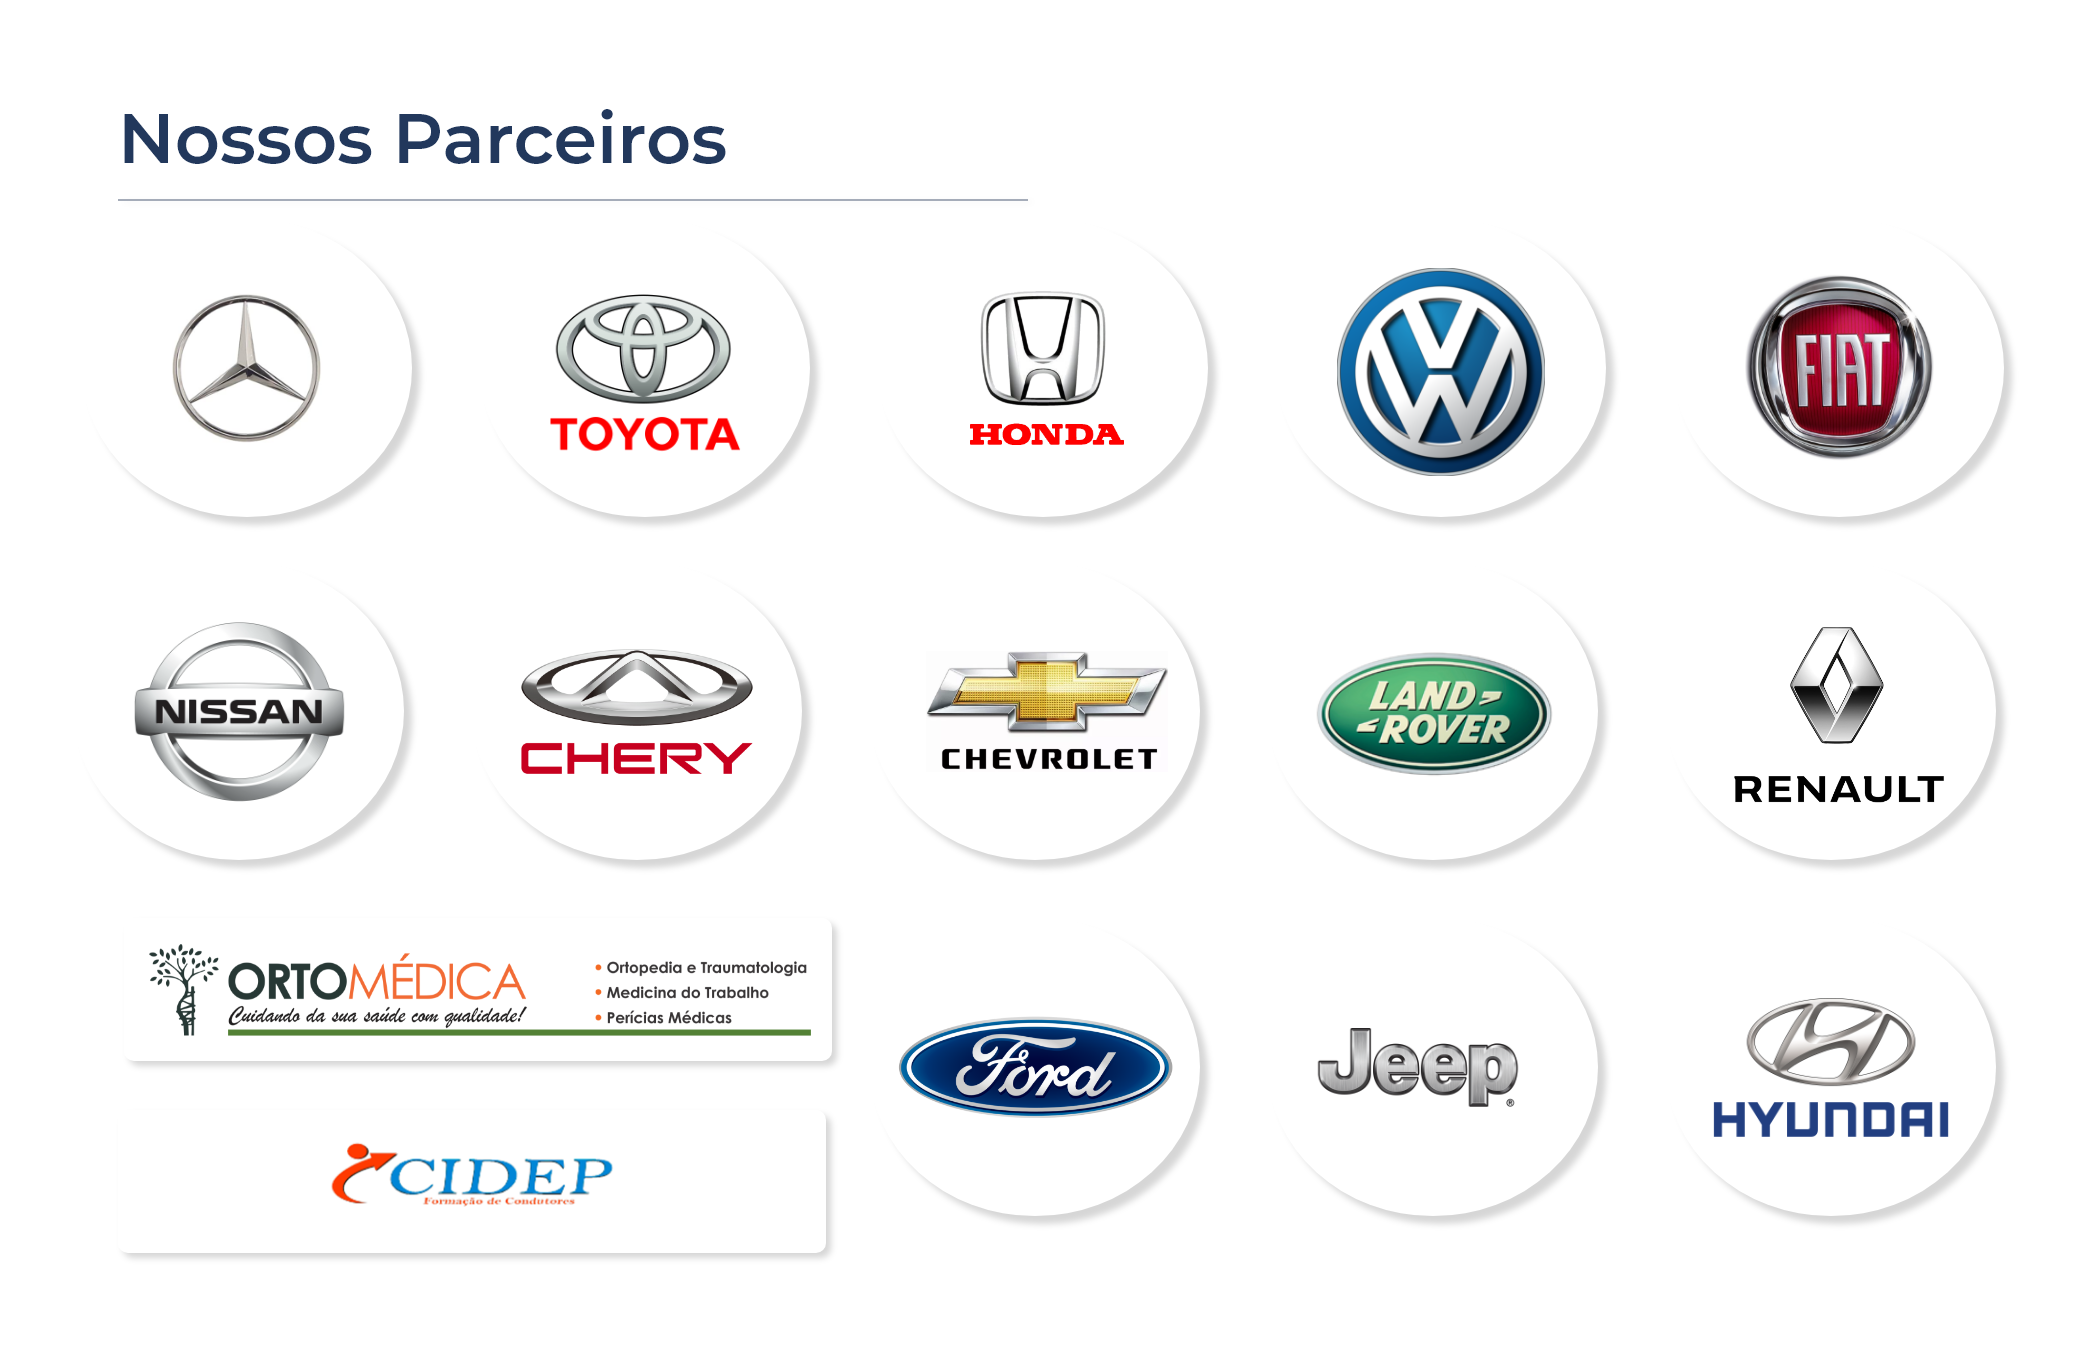 Nossos Parceiros
TOYOTA
HONDA
VW
FIAT
NISSAN
CHERY
CHEVROLET
LAND
ROVER
RENAULT
ORTOMÉDICA
Cuidando da sua saúde com qualidade!
• Ortopedia e Traumatologia
• Medicina do Trabalho
• Perícias Médicas
CIDEP
Formação de Condutores
Ford
Jeep®
HYUNDAI